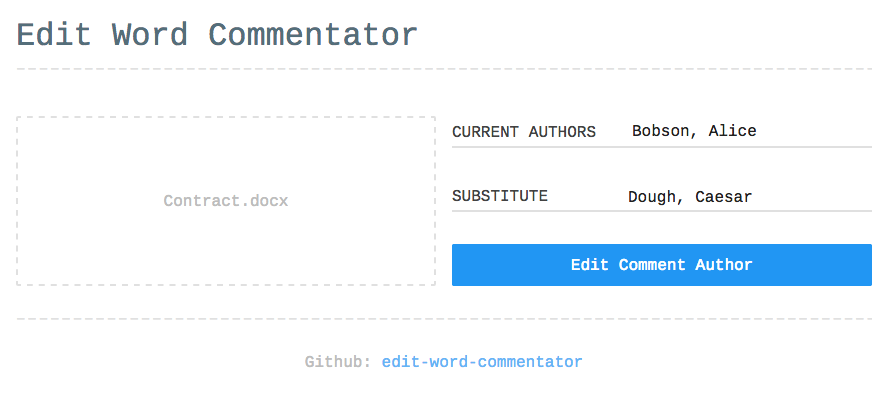 Edit Word Commentator
Contract.docx
CURRENT AUTHORS Bobson, Alice
SUBSTITUTE Dough, Caesar
Edit Comment Author
Github: edit-word-commentator